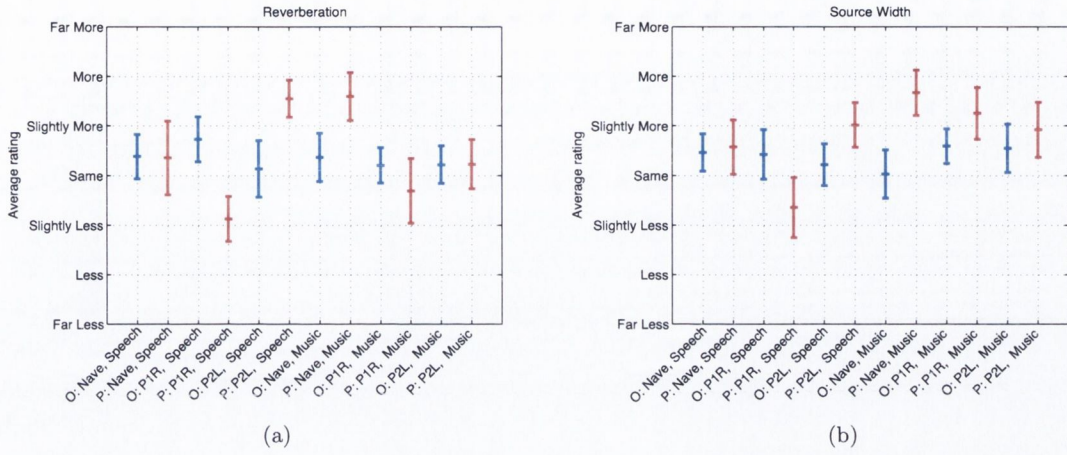 Reverberation
Far More
More
Slightly More
Same
Slightly Less
Less
Far Less
Average rating
O: Nave, Speech
P: Nave, Speech
O: P1R, Speech
P: P1R, Speech
O: P2L, Speech
P: P2L, Speech
O: Nave, Music
P: Nave, Music
O: P1R, Music
P: P1R, Music
O: P2L, Music
P: P2L, Music
(a)
Source Width
Far More
More
Slightly More
Same
Slightly Less
Less
Far Less
Average rating
O: Nave, Speech
P: Nave, Speech
O: P1R, Speech
P: P1R, Speech
O: P2L, Speech
P: P2L, Speech
O: Nave, Music
P: Nave, Music
O: P1R, Music
P: P1R, Music
O: P2L, Music
P: P2L, Music
(b)